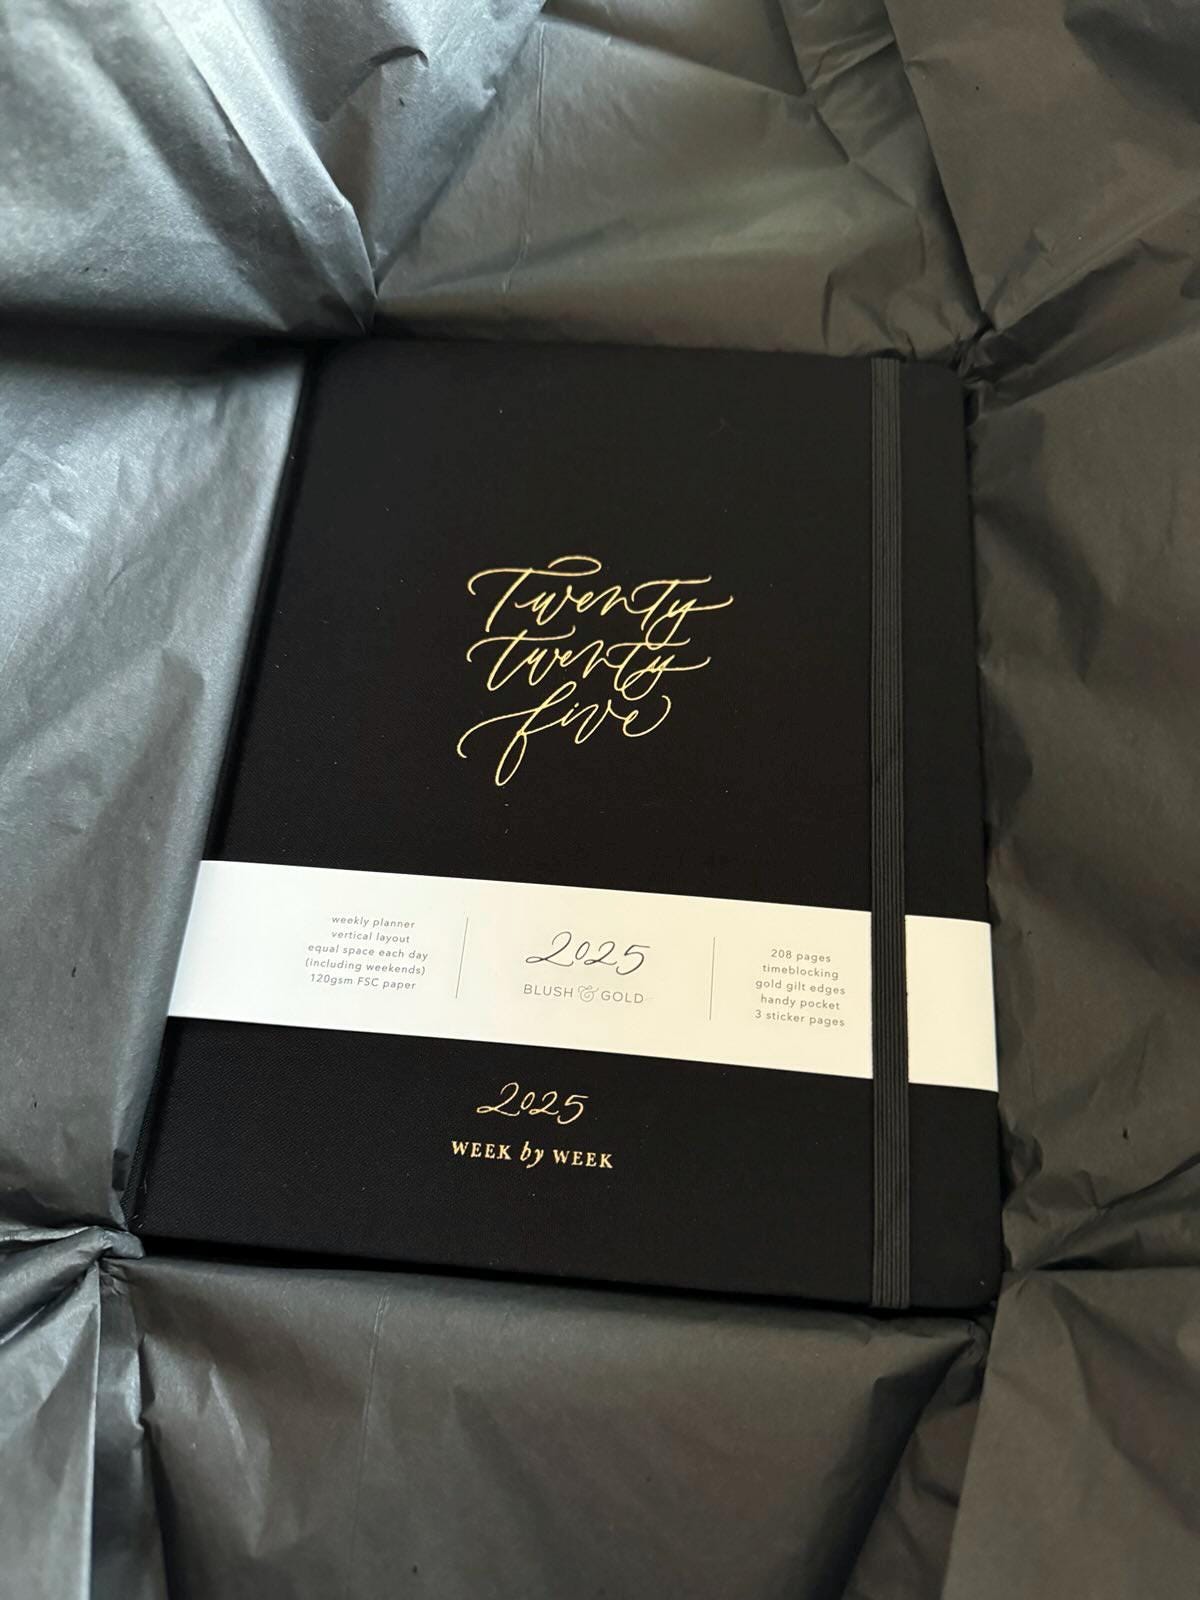 Twenty
twenty
five
weekly planner
vertical layout
equal space each day
(including weekends)
120gsm FSC paper
2025
BLUSH & GOLD
208 pages
timeblocking
gold gilt edges
handy pocket
3 sticker pages
2025
WEEK by WEEK